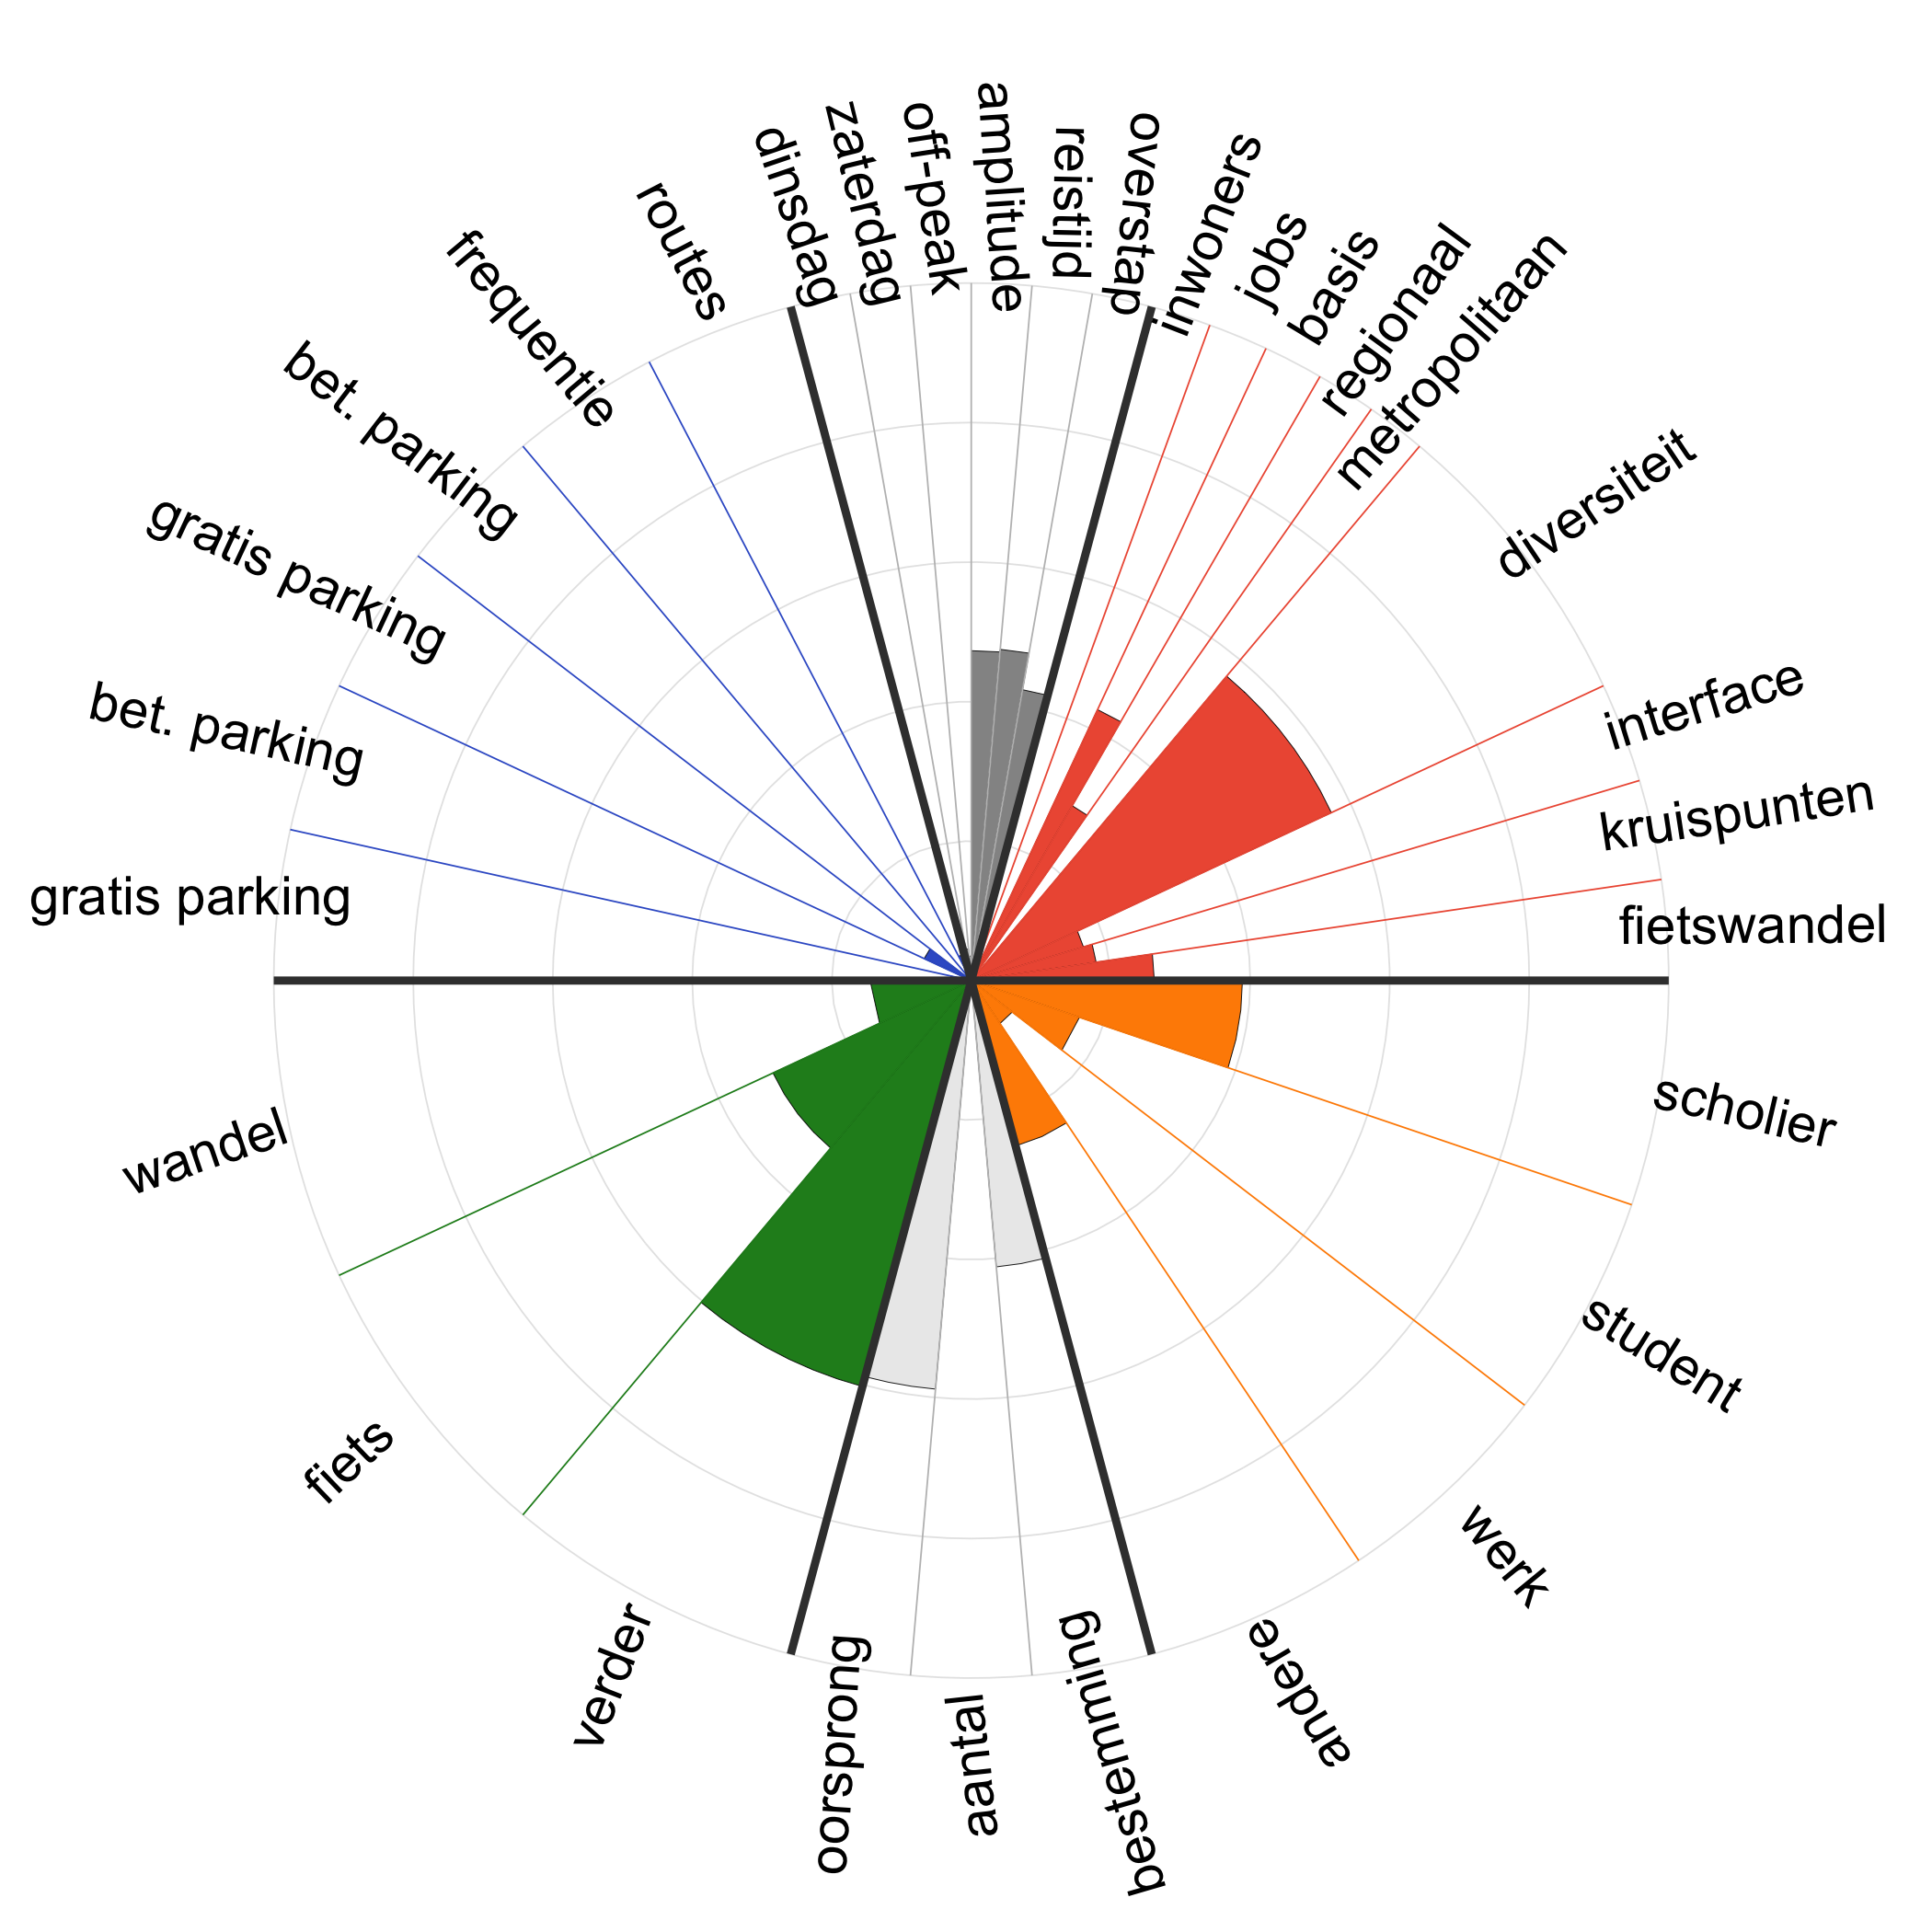 dinsdag
zaterdag
off-peak
amplitude
reistijd
overstap
inwoners
jobs
basis
regionaal
metropolitaan
diversiteit
interface
kruispunten
fietswandel
scholier
student
werk
andere
bestemming
aantal
oorsprong
verder
fiets
wandel
gratis parking
bet. parking
gratis parking
bet. parking
frequentie
routes